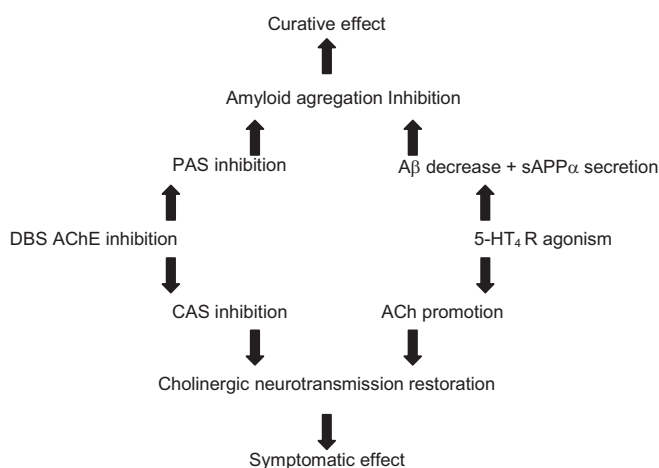 Curative effect
Amyloid agregation Inhibition
PAS inhibition
Aβ decrease + sAPPα secretion
DBS AChE inhibition
5-HT₄ R agonism
CAS inhibition
ACh promotion
Cholinergic neurotransmission restoration
Symptomatic effect